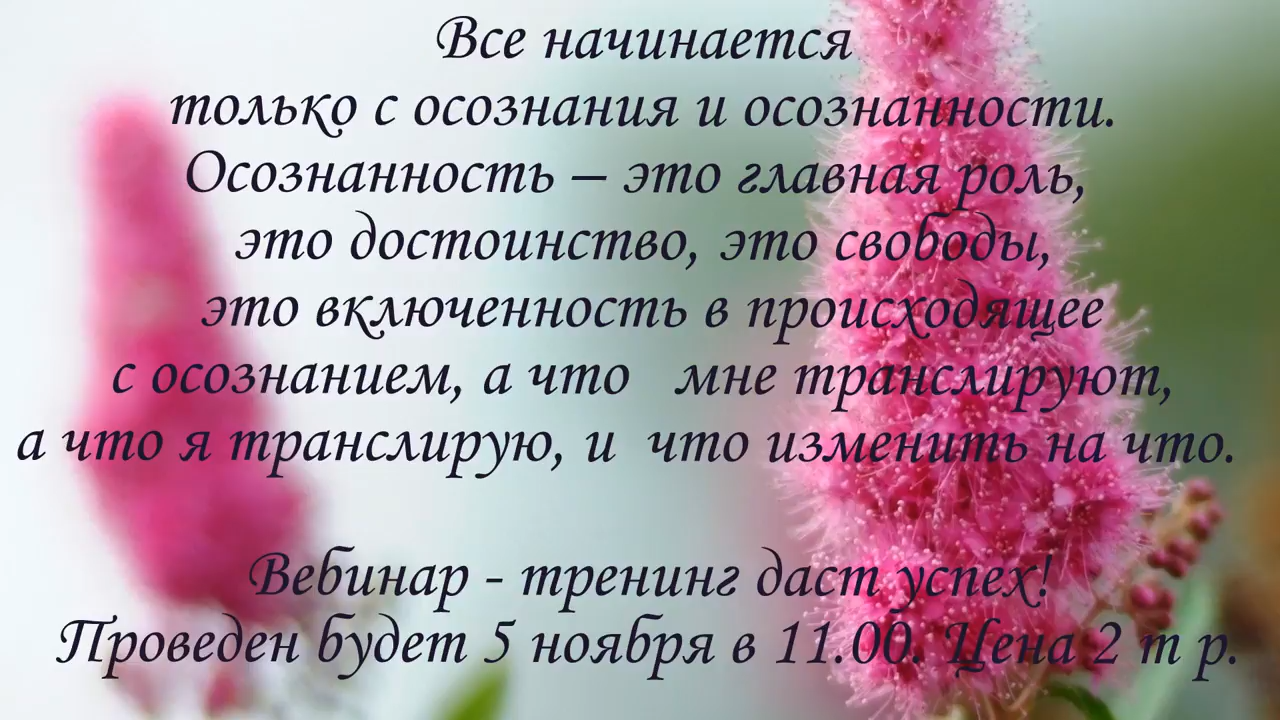 Все начинается
только с осознания и осознанности.
Осознанность – это главная роль,
это достоинство, это свободы,
это включенность в происходящее
с осознанием, а что мне транслируют,
а что я транслирую, и что изменить на что.
Вебинар - тренинг даст успех!
Проведен будет 5 ноября в 11.00. Цена 2 т р.